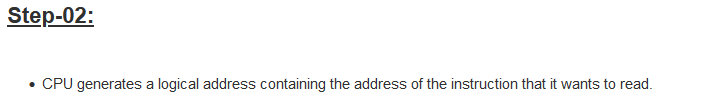 Step-02:
• CPU generates a logical address containing the address of the instruction that it wants to read.